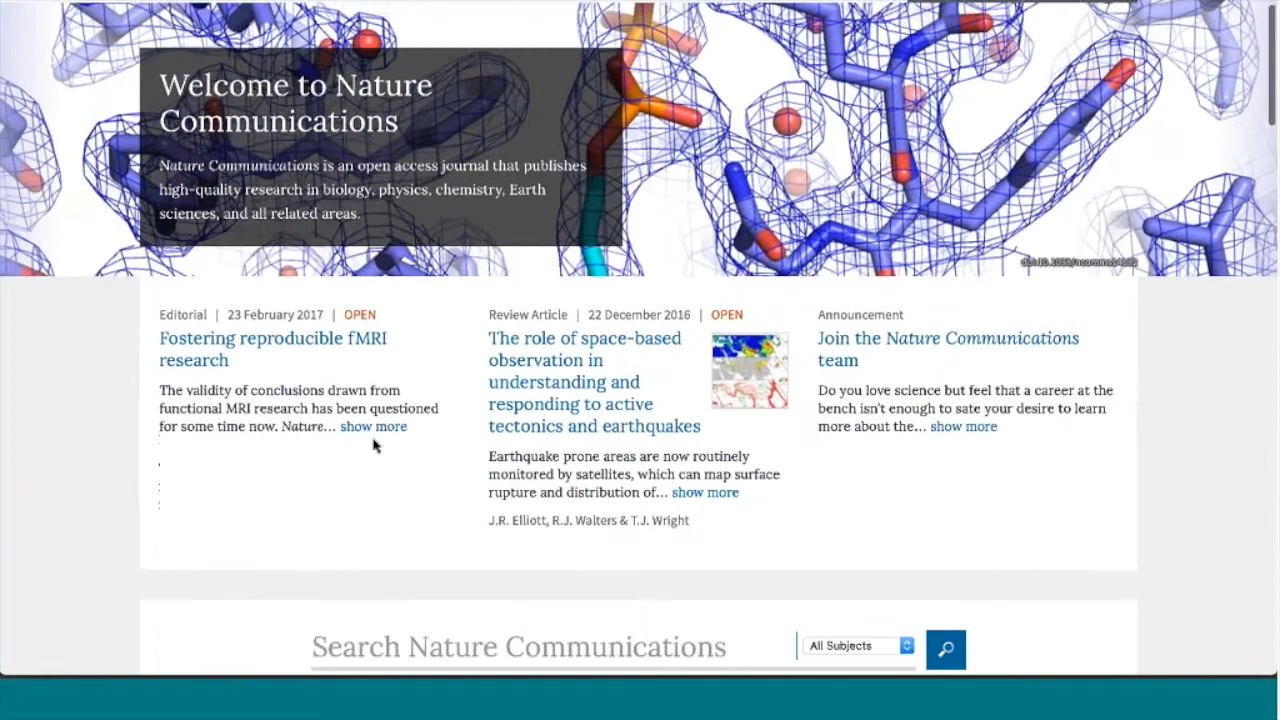 Welcome to Nature
Communications
Nature Communications is an open access journal that publishes
high-quality research in biology, physics, chemistry, Earth
sciences, and all related areas.
Editorial | 23 February 2017 | OPEN
Fostering reproducible fMRI
research
The validity of conclusions drawn from
functional MRI research has been questioned
for some time now. Nature... show more
Review Article | 22 December 2016 | OPEN
The role of space-based
observation in
understanding and
responding to active
tectonics and earthquakes
Earthquake prone areas are now routinely
monitored by satellites, which can map surface
rupture and distribution of... show more
J.R. Elliott, R.J. Walters & T.J. Wright
Announcement
Join the Nature Communications
team
Do you love science but feel that a career at the
bench isn't enough to sate your desire to learn
more about the... show more
Search Nature Communications
All Subjects